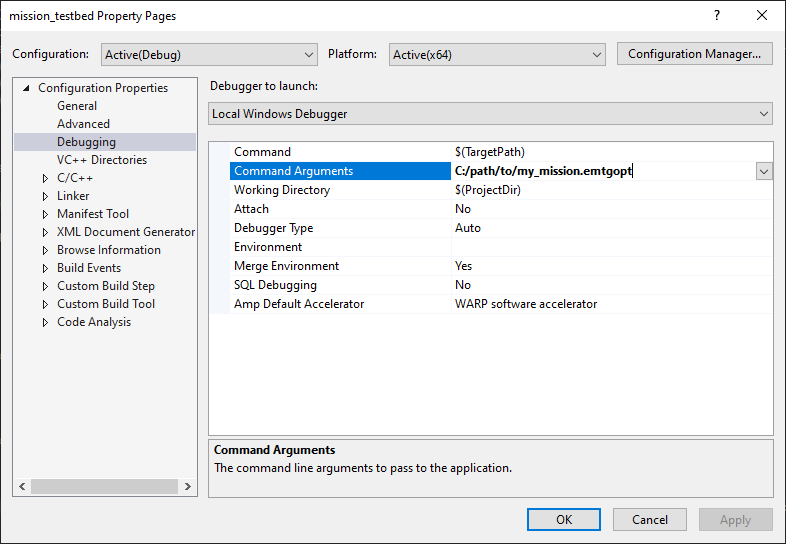 mission_testbed Property Pages
Configuration: Active(Debug) Platform: Active(x64) Configuration Manager...
Configuration Properties
General
Advanced
Debugging
VC++ Directories
C/C++
Linker
Manifest Tool
XML Document Generator
Browse Information
Build Events
Custom Build Step
Custom Build Tool
Code Analysis
Debugger to launch:
Local Windows Debugger
Command $(TargetPath)
Command Arguments C:/path/to/my_mission.emtgopt
Working Directory $(ProjectDir)
Attach No
Debugger Type Auto
Environment
Merge Environment Yes
SQL Debugging No
Amp Default Accelerator WARP software accelerator
Command Arguments
The command line arguments to pass to the application.
OK Cancel Apply